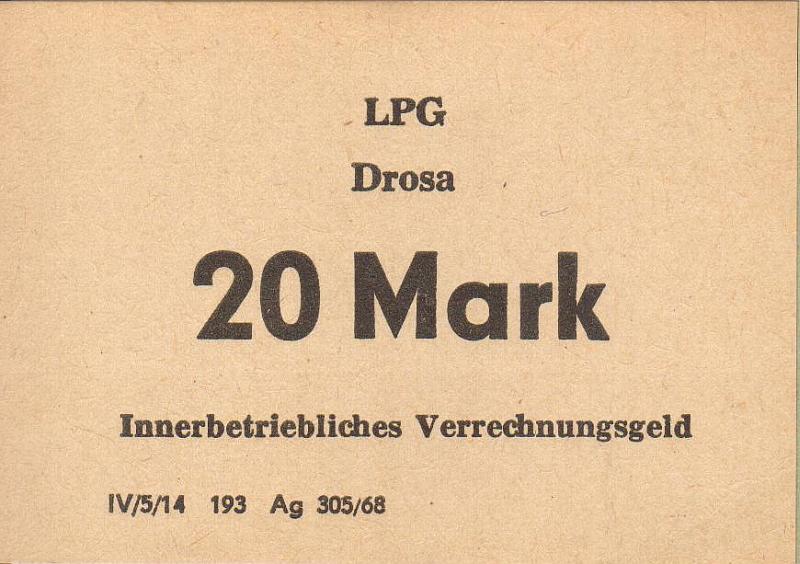 LPG
Drosa
20 Mark
Innerbetriebliches Verrechnungsgeld
IV/5/14 193 Ag 305/68